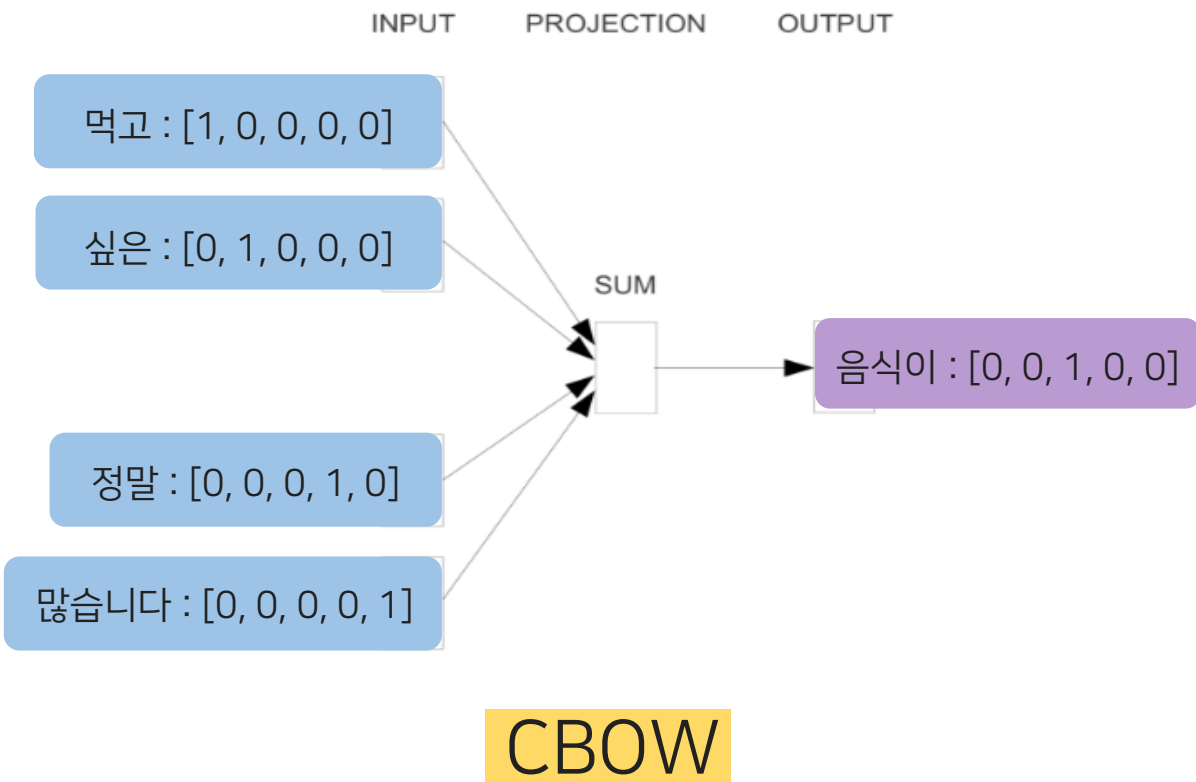 INPUT PROJECTION OUTPUT
먹고 : [1, 0, 0, 0, 0]
싶은 : [0, 1, 0, 0, 0]
SUM
음식이 : [0, 0, 1, 0, 0]
정말 : [0, 0, 0, 1, 0]
많습니다 : [0, 0, 0, 0, 1]
CBOW